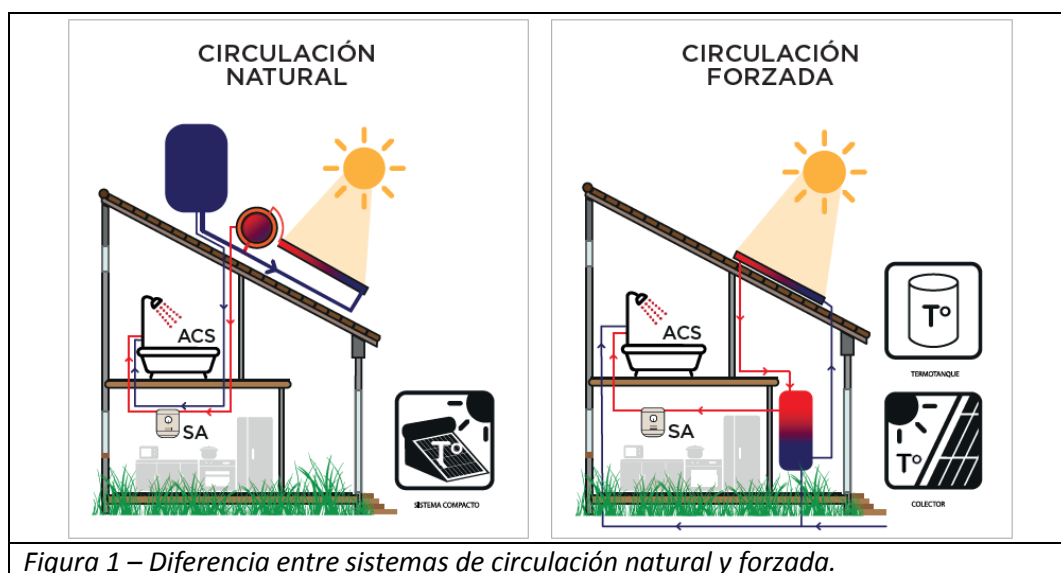 CIRCULACIÓN
NATURAL
ACS
SA
T°
SISTEMA COMPACTO
CIRCULACIÓN
FORZADA
ACS
SA
T°
TERMOTANQUE
T°
COLECTOR
Figura 1 – Diferencia entre sistemas de circulación natural y forzada.